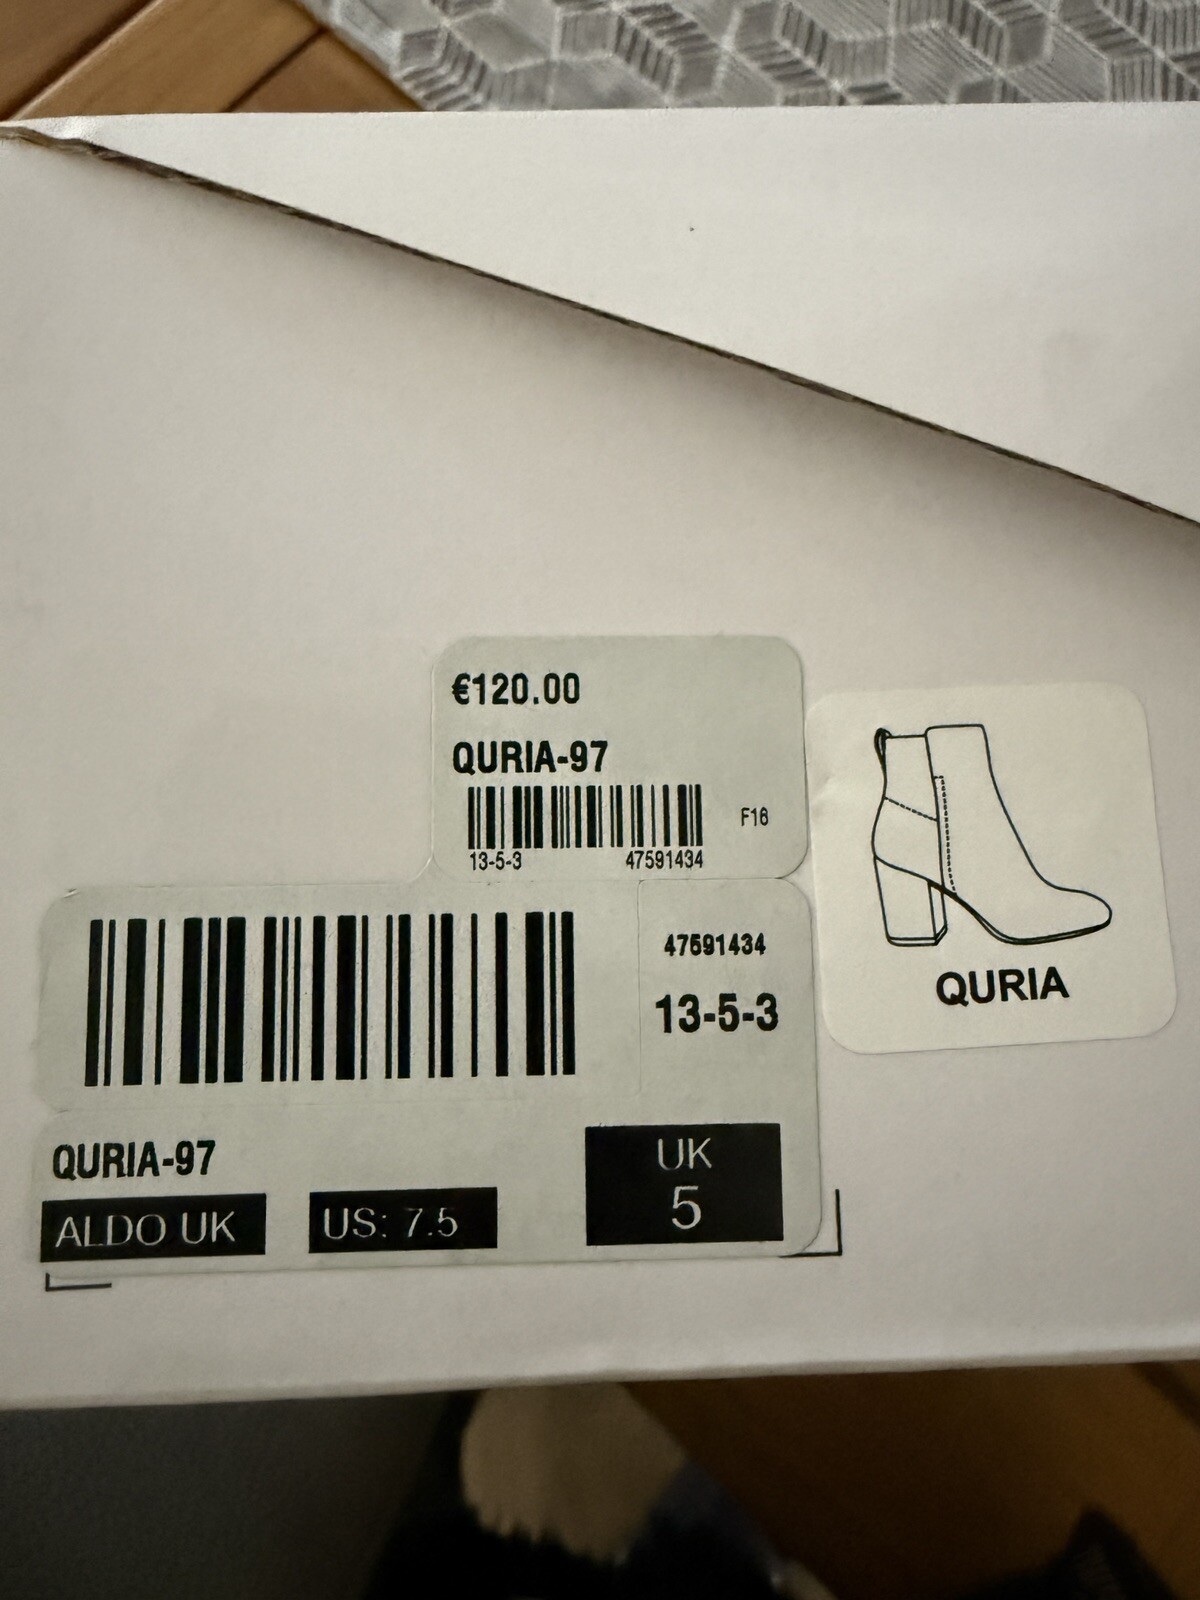 €120.00
QURIA-97
F16
13-5-3 47591434
47591434
13-5-3
QURIA
QURIA-97
ALDO UK
US: 7.5
UK
5